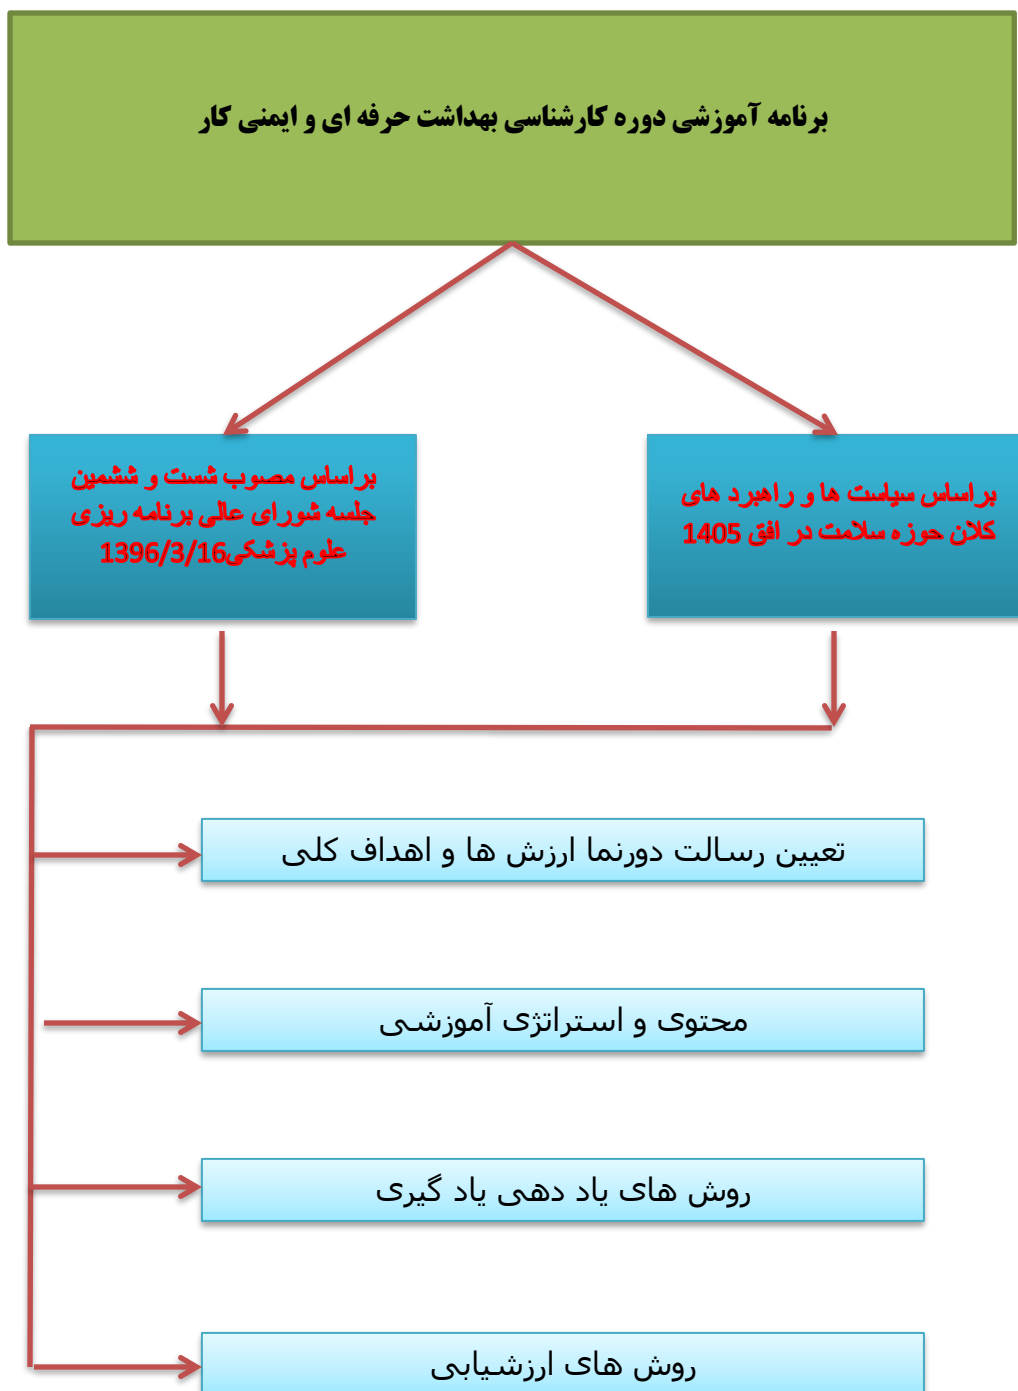 برنامه آموزشی دوره کارشناسی بهداشت حرفه ای و ایمنی کار
براساس سیاست ها و راهبرد های
کلان حوزه سلامت در افق 1405
براساس مصوب شست و ششمین
جلسه شورای عالی برنامه ریزی
علوم پزشکی1396/3/16
تعیین رسالت دورنما ارزش ها و اهداف کلی
محتوی و استراتژی آموزشی
روش های یاد دهی یاد گیری
روش های ارزشیابی